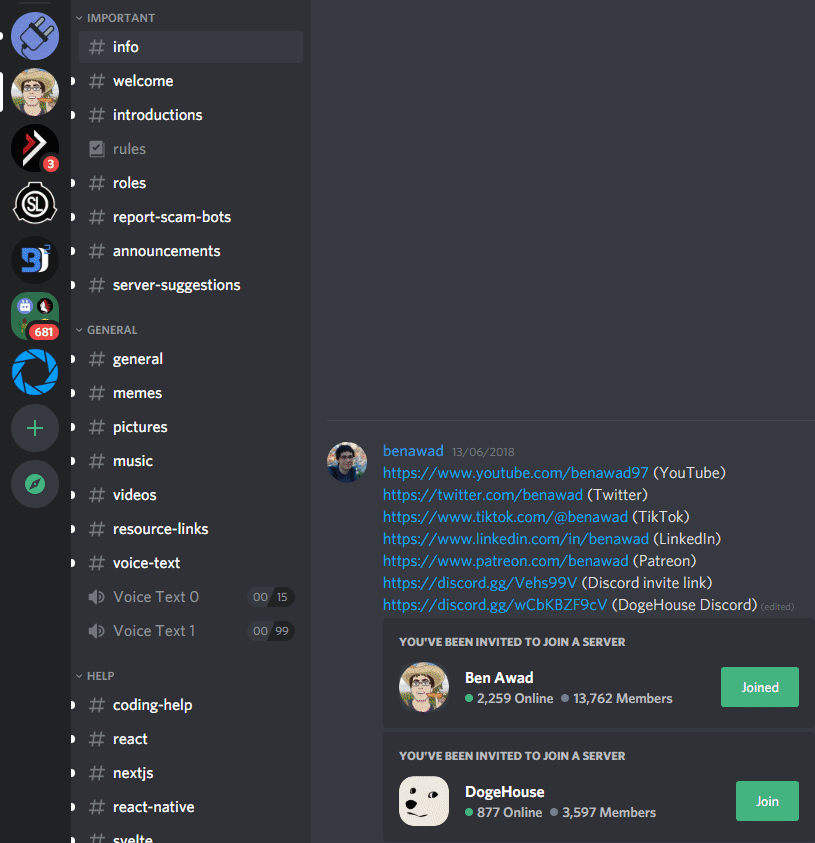 IMPORTANT
info
welcome
introductions
rules
roles
report-scam-bots
announcements
server-suggestions
GENERAL
general
memes
pictures
music
videos
resource-links
voice-text
Voice Text 0 00 15
Voice Text 1 00 99
HELP
coding-help
react
nextjs
react-native
svelte
3
SL
681
benawad 13/06/2018
https://www.youtube.com/benawad97 (YouTube)
https://twitter.com/benawad (Twitter)
https://www.tiktok.com/@benawad (TikTok)
https://www.linkedin.com/in/benawad (LinkedIn)
https://www.patreon.com/benawad (Patreon)
https://discord.gg/Vehs99V (Discord invite link)
https://discord.gg/wCbKBZF9cV (DogeHouse Discord) (edited)
YOU'VE BEEN INVITED TO JOIN A SERVER
Ben Awad
2,259 Online 13,762 Members
Joined
YOU'VE BEEN INVITED TO JOIN A SERVER
DogeHouse
877 Online 3,597 Members
Join